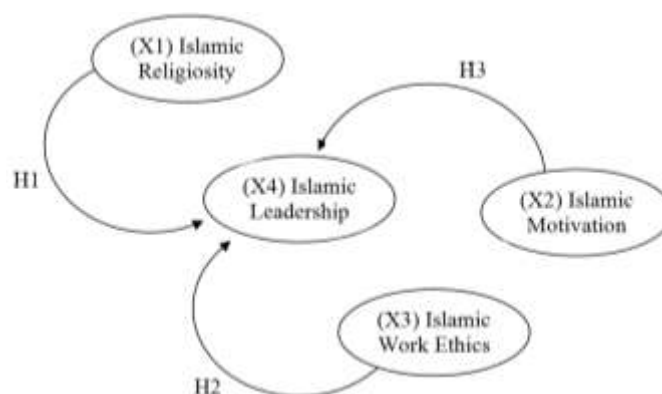 (X1) Islamic
Religiosity
H3
H1
(X4) Islamic
Leadership
(X2) Islamic
Motivation
(X3) Islamic
Work Ethics
H2